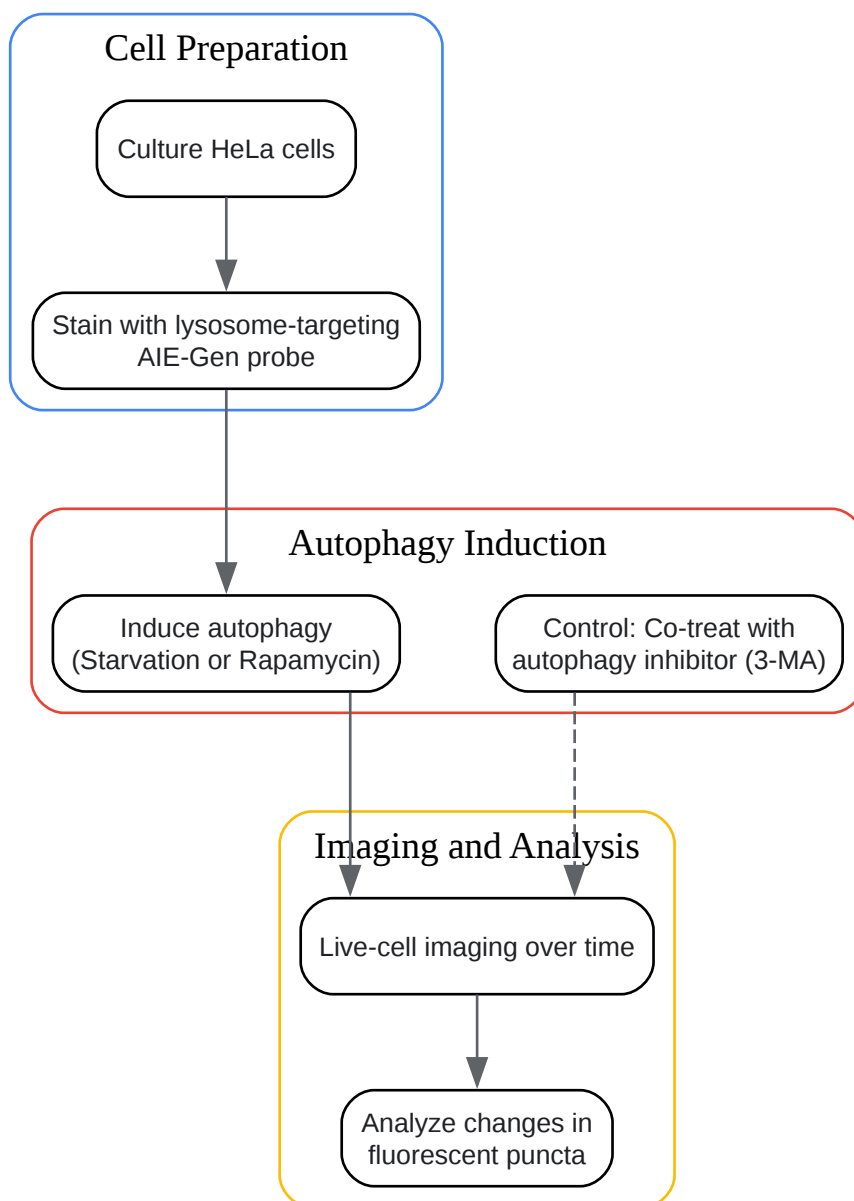 Cell Preparation
Culture HeLa cells
Stain with lysosome-targeting
AIE-Gen probe
Autophagy Induction
Induce autophagy
(Starvation or Rapamycin)
Control: Co-treat with
autophagy inhibitor (3-MA)
Imaging and Analysis
Live-cell imaging over time
Analyze changes in
fluorescent puncta